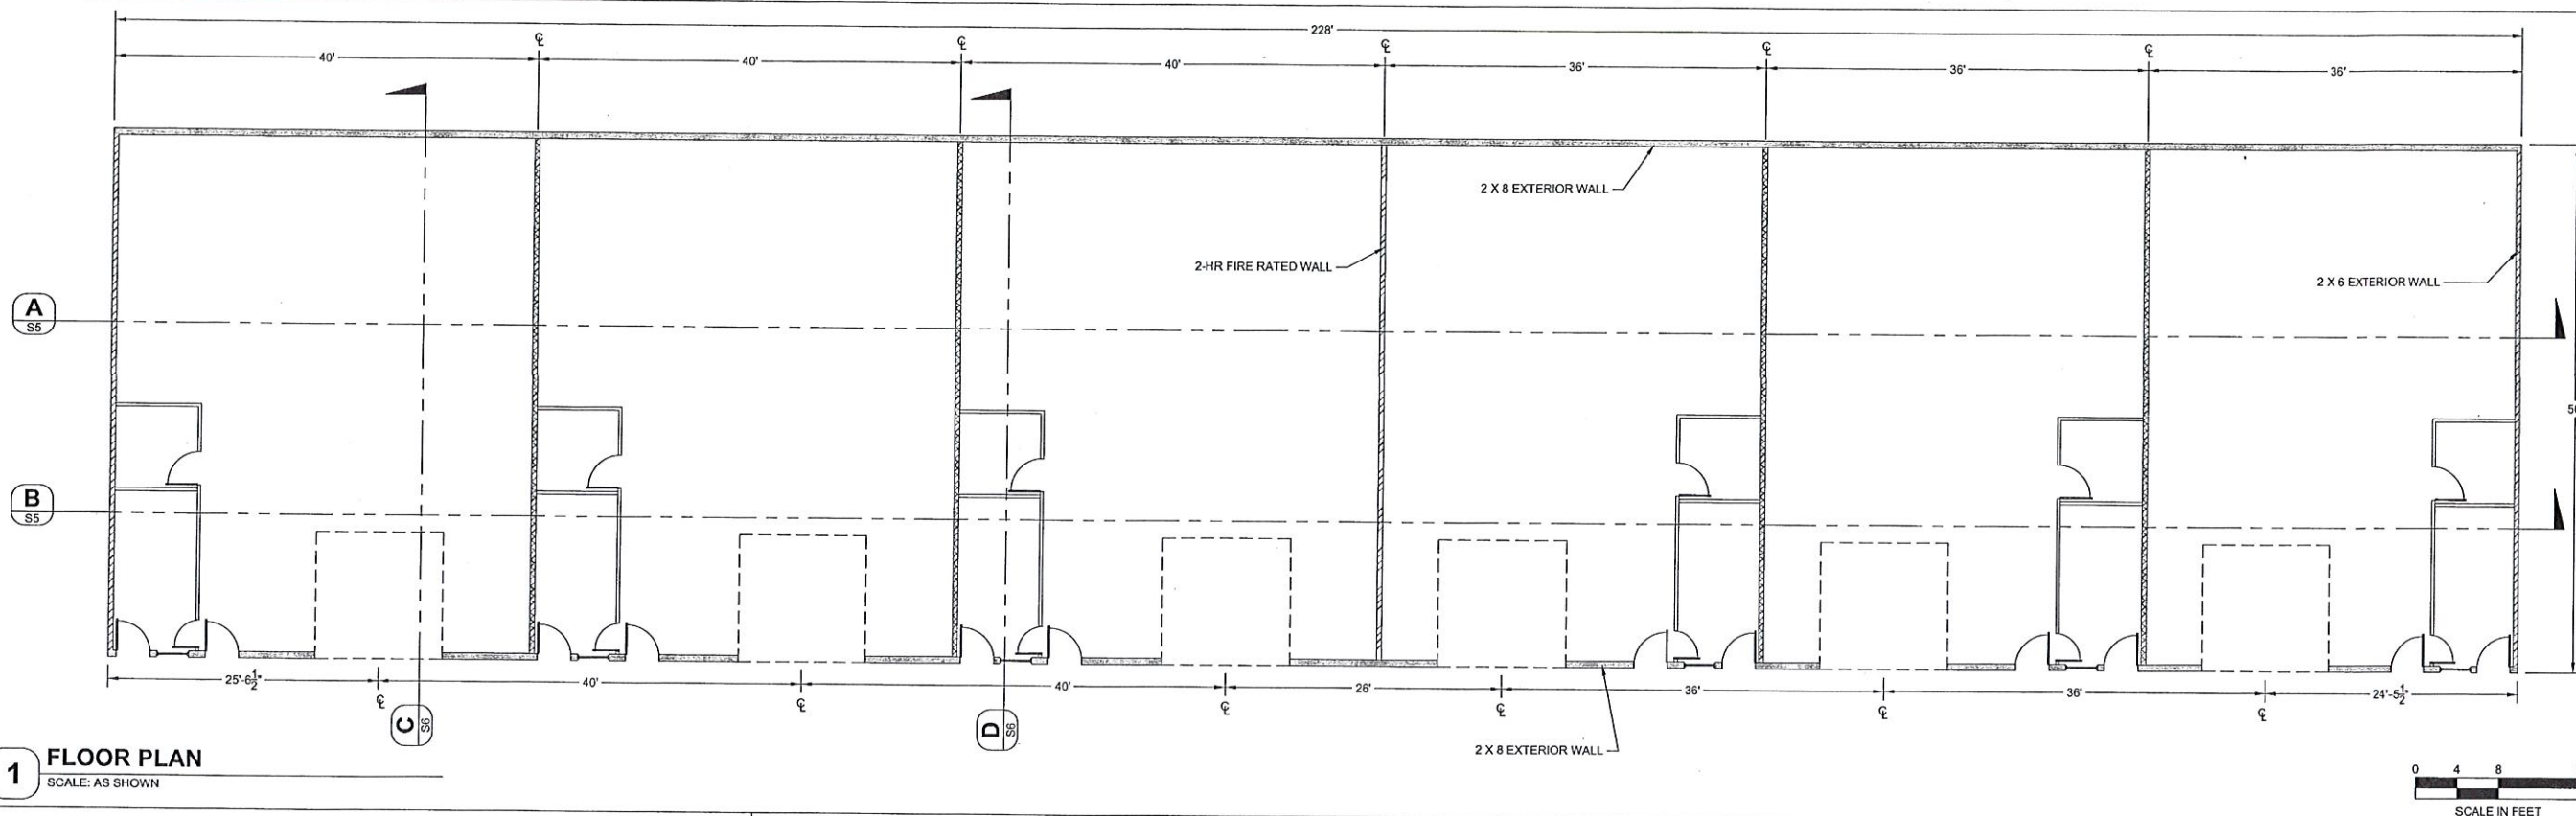 228'
40'
40'
40'
36'
36'
36'
℄
℄
℄
℄
℄
2 X 8 EXTERIOR WALL
2-HR FIRE RATED WALL
2 X 6 EXTERIOR WALL
A
S5
B
S5
25'-6½"
40'
40'
26'
36'
36'
24'-5½"
℄
℄
℄
℄
℄
℄
C
S6
D
S6
2 X 8 EXTERIOR WALL
1
FLOOR PLAN
SCALE: AS SHOWN
0 4 8
SCALE IN FEET